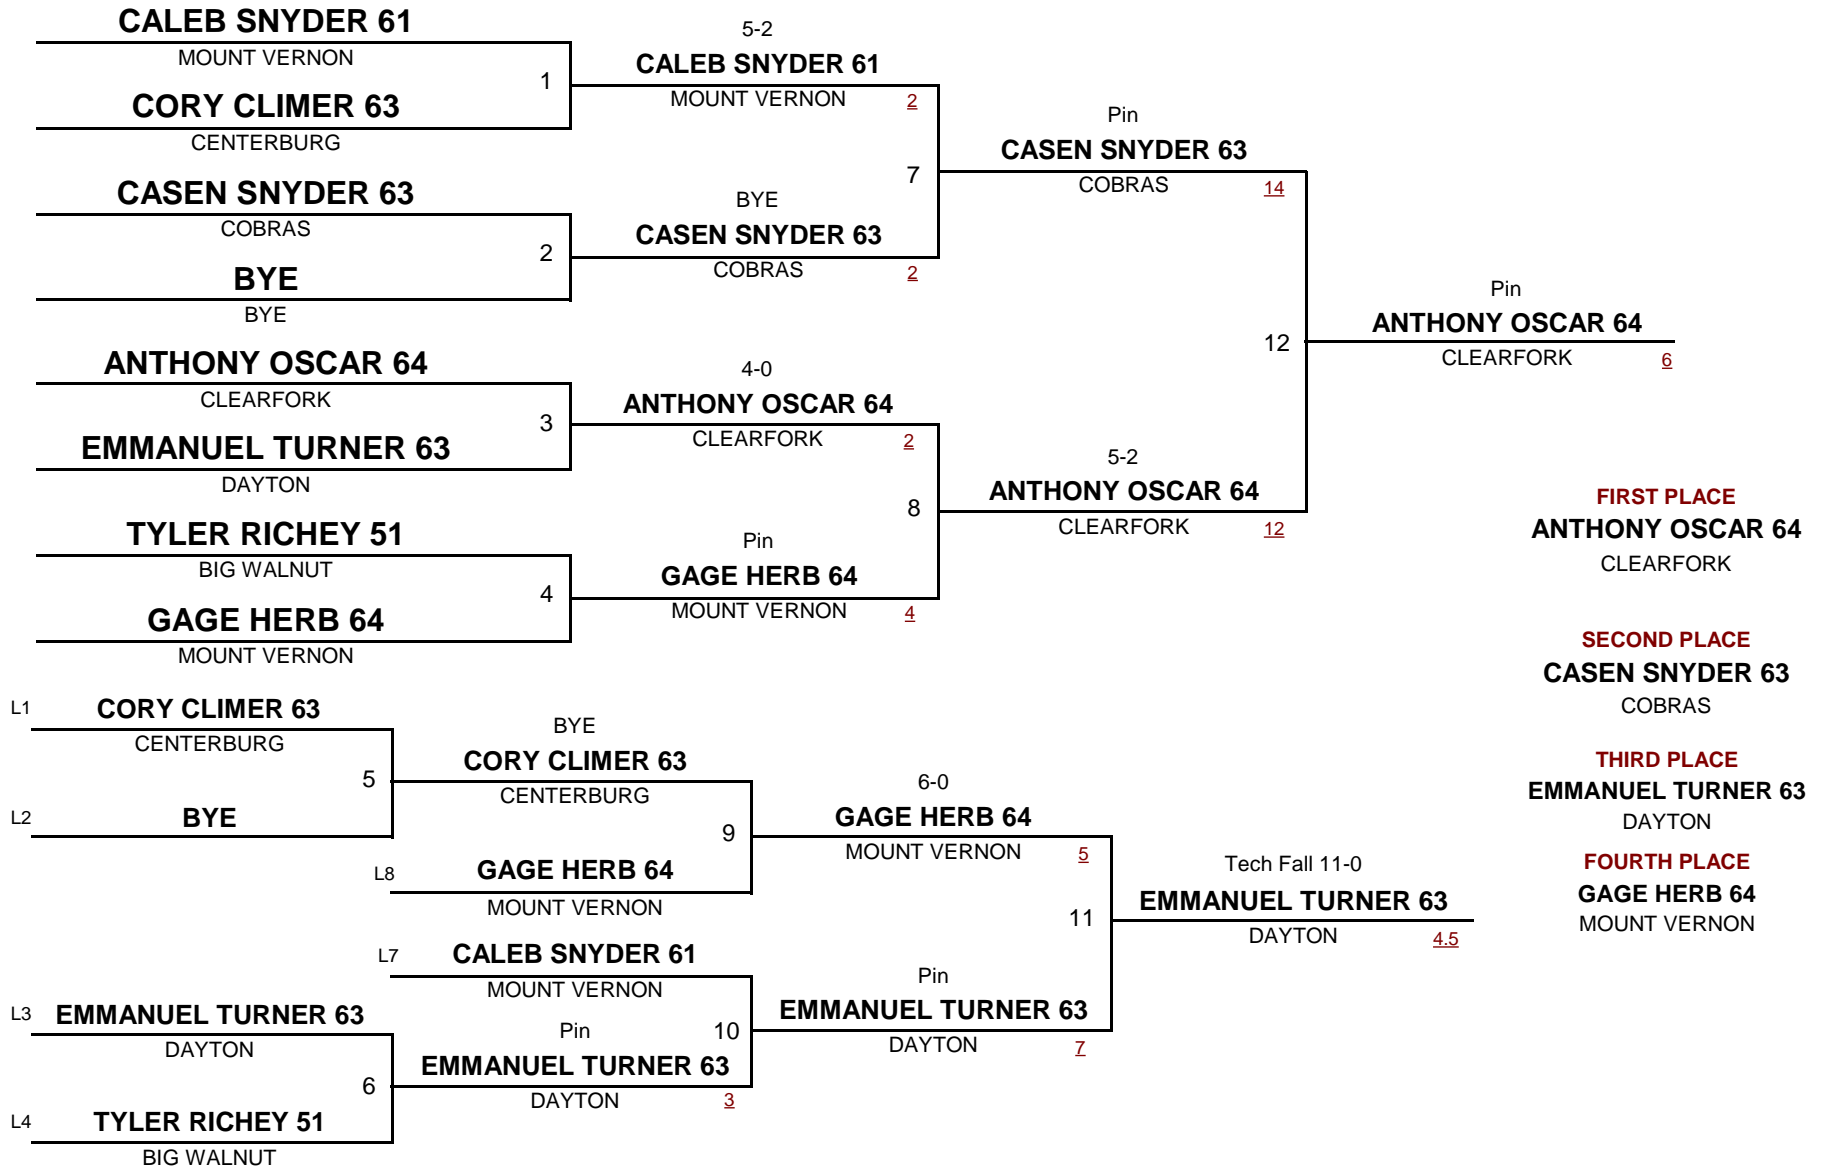 CALEB SNYDER 61
MOUNT VERNON
1
CORY CLIMER 63
CENTERBURG
CASEN SNYDER 63
COBRAS
2
BYE
BYE
ANTHONY OSCAR 64
CLEARFORK
3
EMMANUEL TURNER 63
DAYTON
TYLER RICHEY 51
BIG WALNUT
4
GAGE HERB 64
MOUNT VERNON
5-2
CALEB SNYDER 61
MOUNT VERNON 2
7
BYE
CASEN SNYDER 63
COBRAS 2
4-0
ANTHONY OSCAR 64
CLEARFORK 2
8
Pin
GAGE HERB 64
MOUNT VERNON 4
Pin
CASEN SNYDER 63
COBRAS 14
12
5-2
ANTHONY OSCAR 64
CLEARFORK 12
Pin
ANTHONY OSCAR 64
CLEARFORK 6
L1 CORY CLIMER 63
CENTERBURG
5
L2 BYE
BYE
CORY CLIMER 63
CENTERBURG
9
L8 GAGE HERB 64
MOUNT VERNON
L7 CALEB SNYDER 61
MOUNT VERNON
10
L3 EMMANUEL TURNER 63
DAYTON
6
L4 TYLER RICHEY 51
BIG WALNUT
Pin
EMMANUEL TURNER 63
DAYTON 3
6-0
GAGE HERB 64
MOUNT VERNON 5
11
Pin
EMMANUEL TURNER 63
DAYTON 7
Tech Fall 11-0
EMMANUEL TURNER 63
DAYTON 4.5
FIRST PLACE
ANTHONY OSCAR 64
CLEARFORK
SECOND PLACE
CASEN SNYDER 63
COBRAS
THIRD PLACE
EMMANUEL TURNER 63
DAYTON
FOURTH PLACE
GAGE HERB 64
MOUNT VERNON